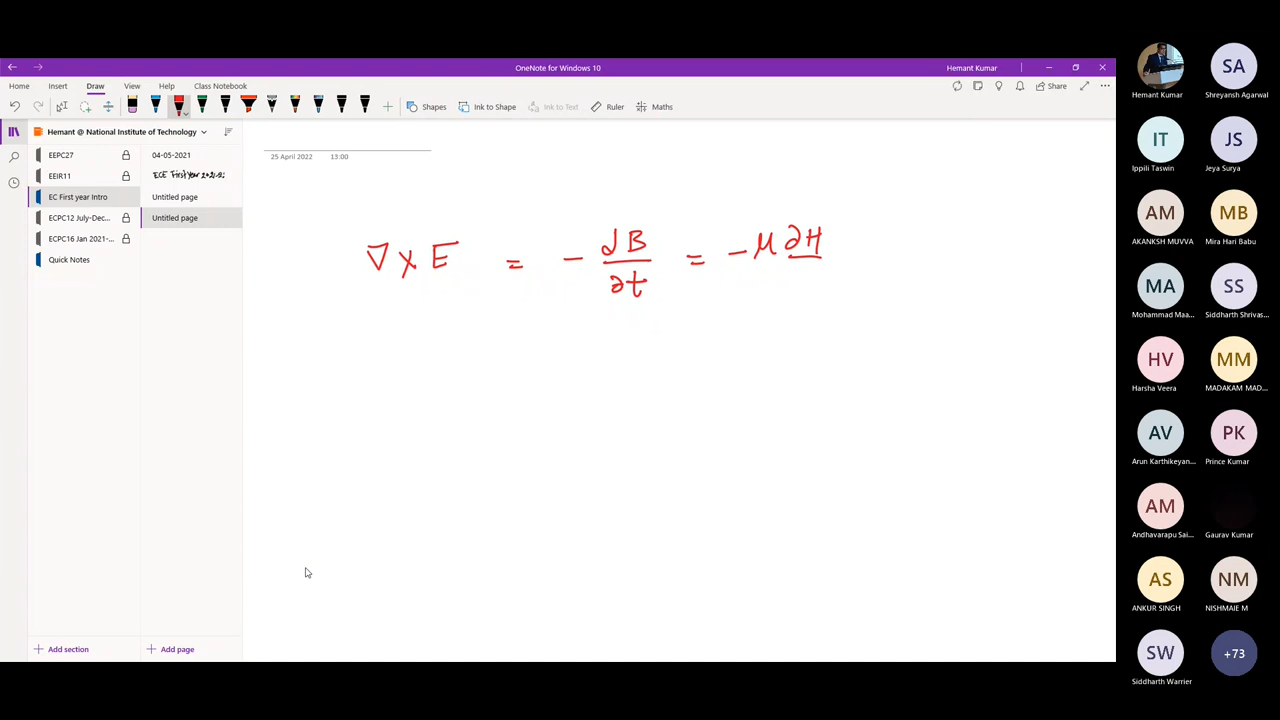 OneNote for Windows 10
Hemant Kumar
Home Insert Draw View Help Class Notebook
Share
Shapes Ink to Shape Ink to Text Ruler Maths
Hemant @ National Institute of Technology
EEPC27
EEIR11
EC First year Intro
ECPC12 July-Dec...
ECPC16 Jan 2021-...
Quick Notes
04-05-2021
ECE First Year 2021-22
Untitled page
Untitled page
25 April 2022 13:00
∇ × E = - ∂B/∂t = -μ ∂H
Add section
Add page
Hemant Kumar
SA
Shreyansh Agarwal
IT
Ippili Taswin
JS
Jeya Surya
AM
AKANKSH MUVVA
MB
Mira Hari Babu
MA
Mohammad Maa...
SS
Siddharth Shrivas...
HV
Harsha Veera
MM
MADAKAM MAD...
AV
Arun Karthikeyan...
PK
Prince Kumar
AM
Andhavarapu Sai...
Gaurav Kumar
AS
ANKUR SINGH
NM
NISHMAIE M
SW
Siddharth Warrier
+73